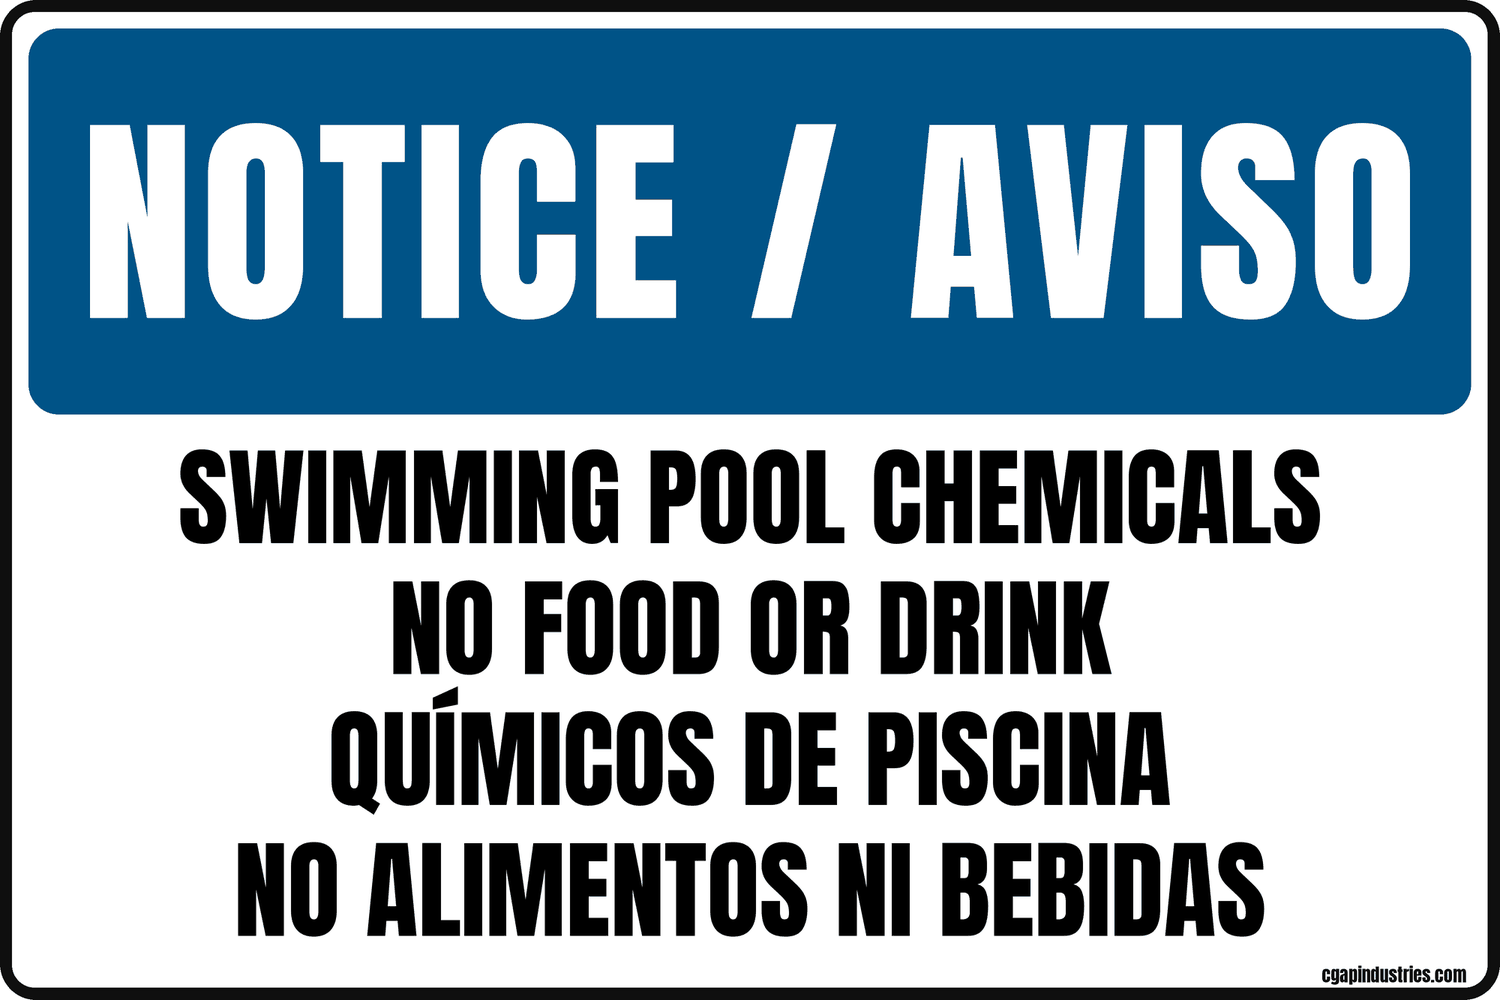 NOTICE / AVISO
SWIMMING POOL CHEMICALS
NO FOOD OR DRINK
QUÍMICOS DE PISCINA
NO ALIMENTOS NI BEBIDAS
cgapindustries.com